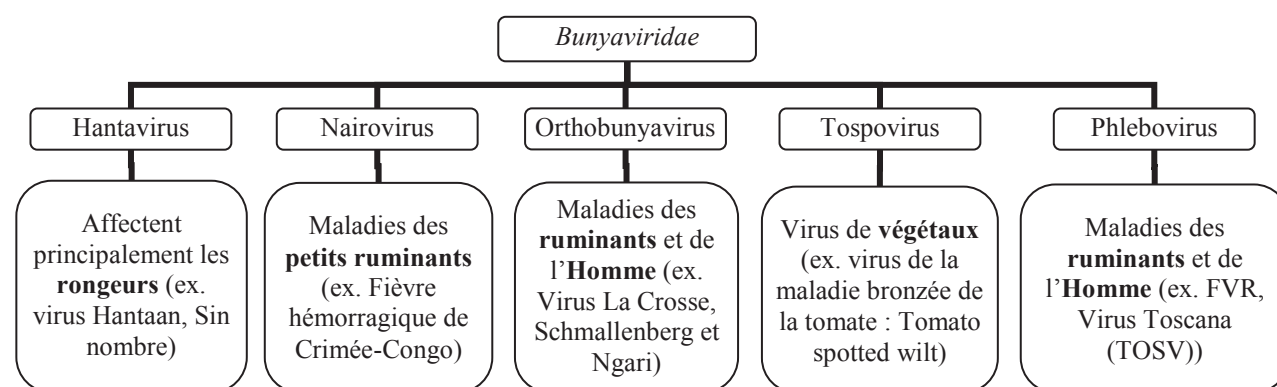 Bunyaviridae
Hantavirus
Nairovirus
Orthobunyavirus
Tospovirus
Phlebovirus
Affectent
principalement les
rongeurs (ex.
virus Hantaan, Sin
nombre)
Maladies des
petits ruminants
(ex. Fièvre
hémorragique de
Crimée-Congo)
Maladies des
ruminants et de
l’Homme (ex.
Virus La Crosse,
Schmallenberg et
Ngari)
Virus de végétaux
(ex. virus de la
maladie bronzée de
la tomate : Tomato
spotted wilt)
Maladies des
ruminants et de
l’Homme (ex. FVR,
Virus Toscana
(TOSV))